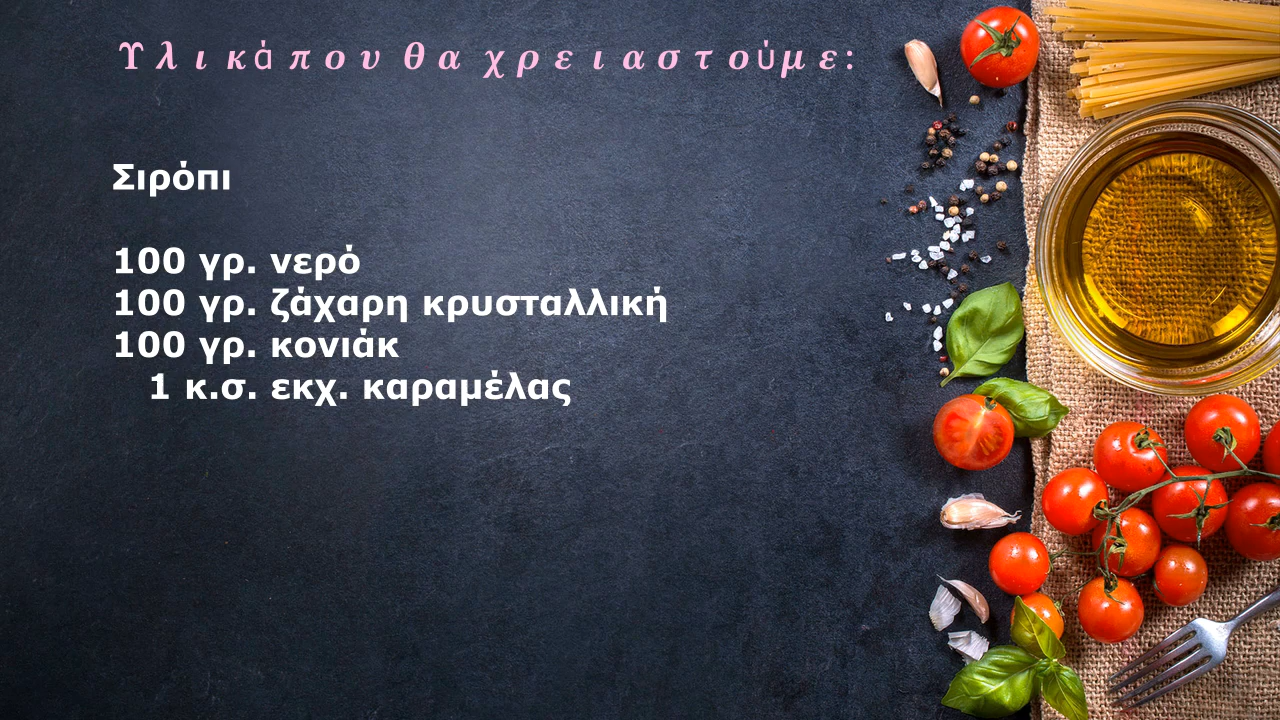 Υλικά που θα χρειαστούμε:
Σιρόπι
100 γρ. νερό
100 γρ. ζάχαρη κρυσταλλική
100 γρ. κονιάκ
1 κ.σ. εκχ. καραμέλας